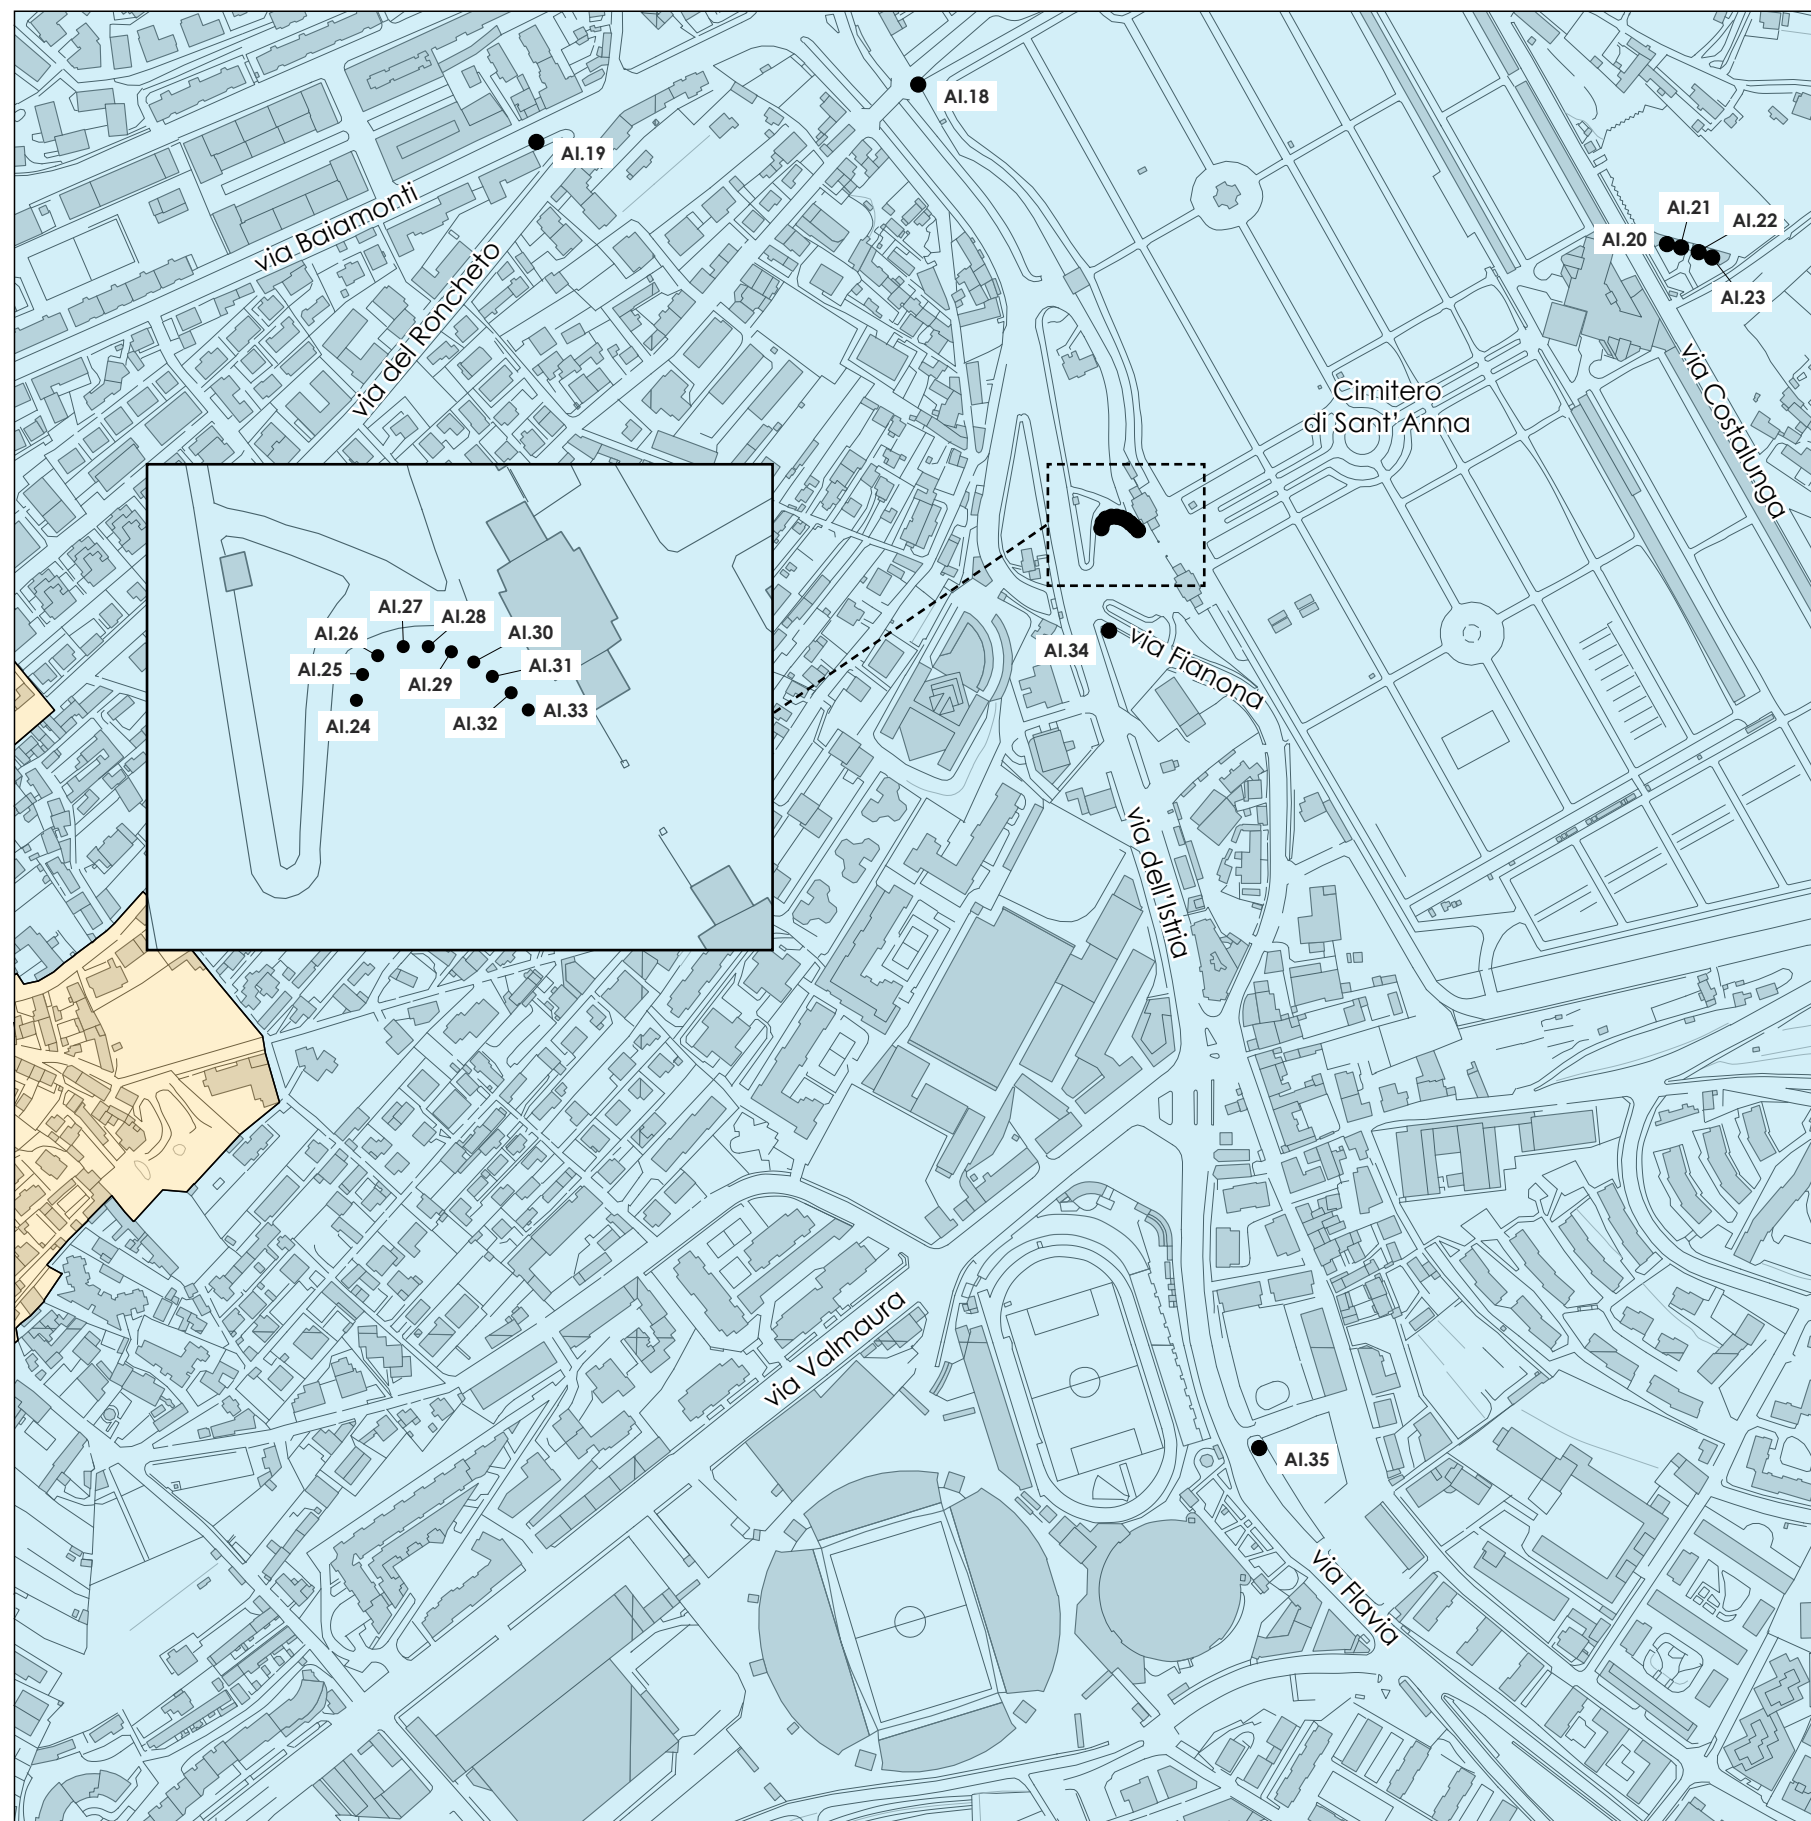 AI.18
AI.19
via Baiamonti
AI.21
AI.22
AI.20
AI.23
via del Roncheto
via Costalunga
Cimitero
di Sant'Anna
AI.27
AI.28
AI.26
AI.30
AI.25
AI.31
AI.29
AI.24
AI.32
AI.33
AI.34
via Fianona
via dell'Istria
via Valmaura
AI.35
via Flavia